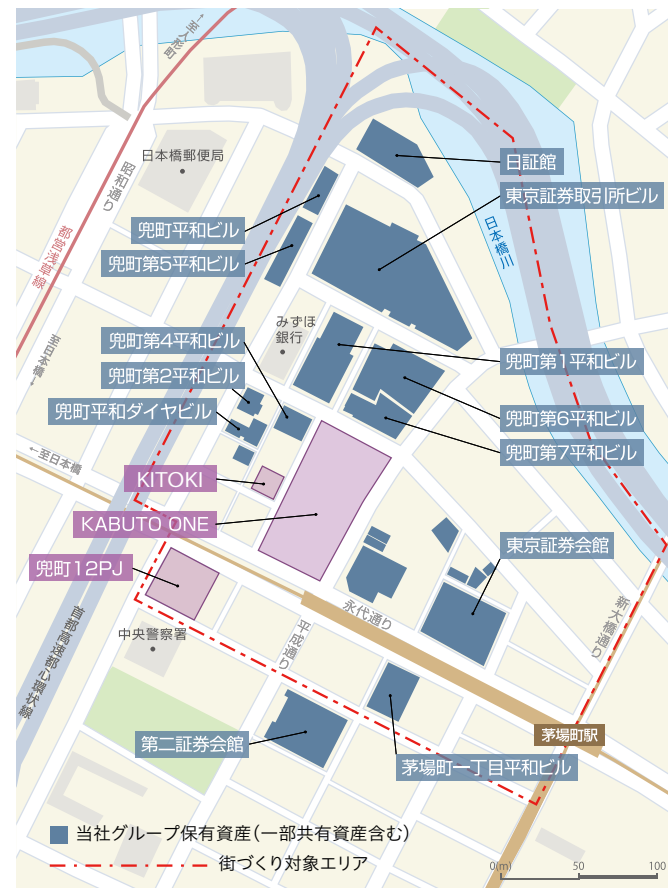 ←至人形町
日証館
日本橋郵便局
昭和通り
東京証券取引所ビル
日本橋川
兜町平和ビル
都営浅草線
兜町第5平和ビル
みずほ
銀行
兜町第4平和ビル
至日本橋→
兜町第1平和ビル
兜町第2平和ビル
兜町平和ダイヤビル
兜町第6平和ビル
兜町第7平和ビル
←至日本橋
KITOKI
KABUTO ONE
東京証券会館
兜町12PJ
永代通り
新大橋通り
首都高速都心環状線
中央警察署
平成通り
茅場町駅
第二証券会館
茅場町一丁目平和ビル
当社グループ保有資産(一部共有資産含む)
街づくり対象エリア
0(m) 50 100